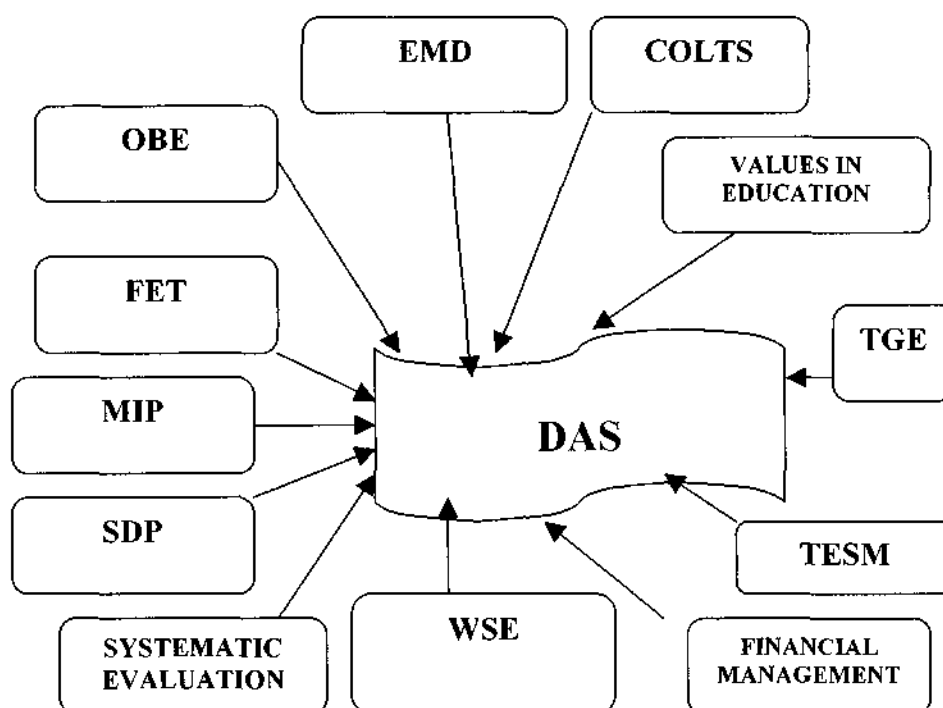 EMD
COLTS
OBE
VALUES IN
EDUCATION
FET
TGE
MIP
DAS
SDP
TESM
WSE
SYSTEMATIC
EVALUATION
FINANCIAL
MANAGEMENT